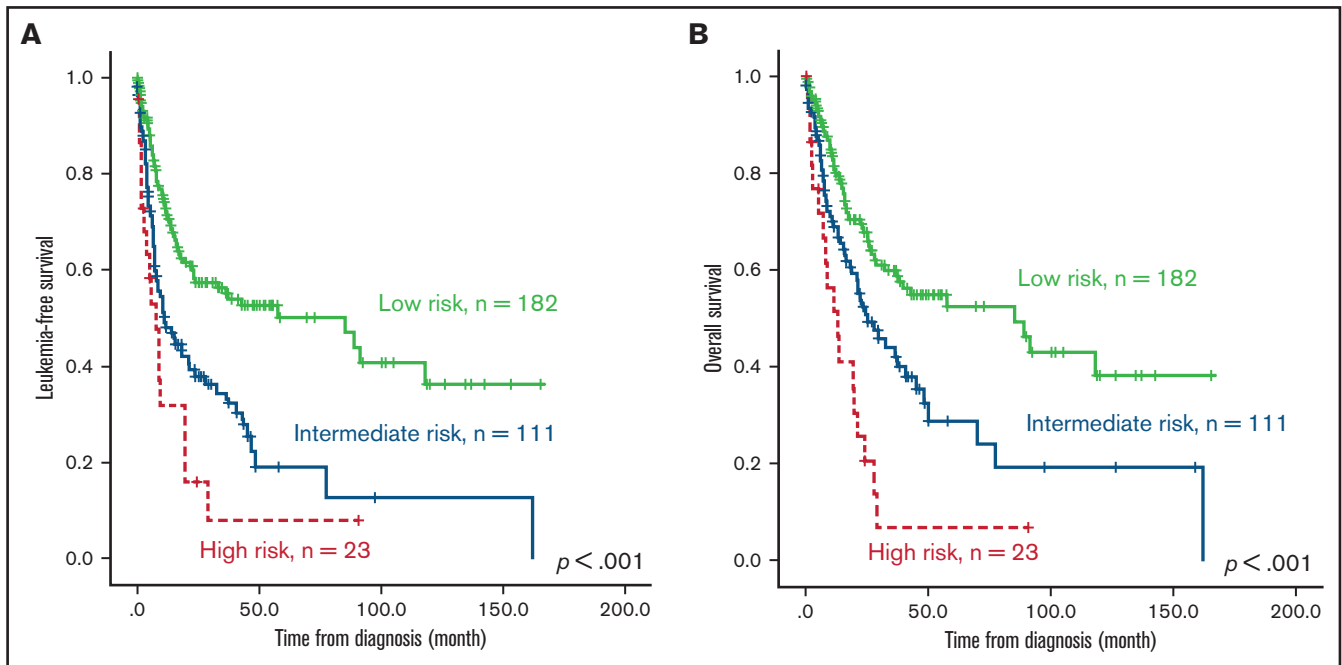 A
Leukemia-free survival
1.0
0.8
0.6
0.4
0.2
0.0
Low risk, n = 182
Intermediate risk, n = 111
High risk, n = 23
p < .001
.0 50.0 100.0 150.0 200.0
Time from diagnosis (month)
B
Overall survival
1.0
0.8
0.6
0.4
0.2
0.0
Low risk, n = 182
Intermediate risk, n = 111
High risk, n = 23
p < .001
.0 50.0 100.0 150.0 200.0
Time from diagnosis (month)